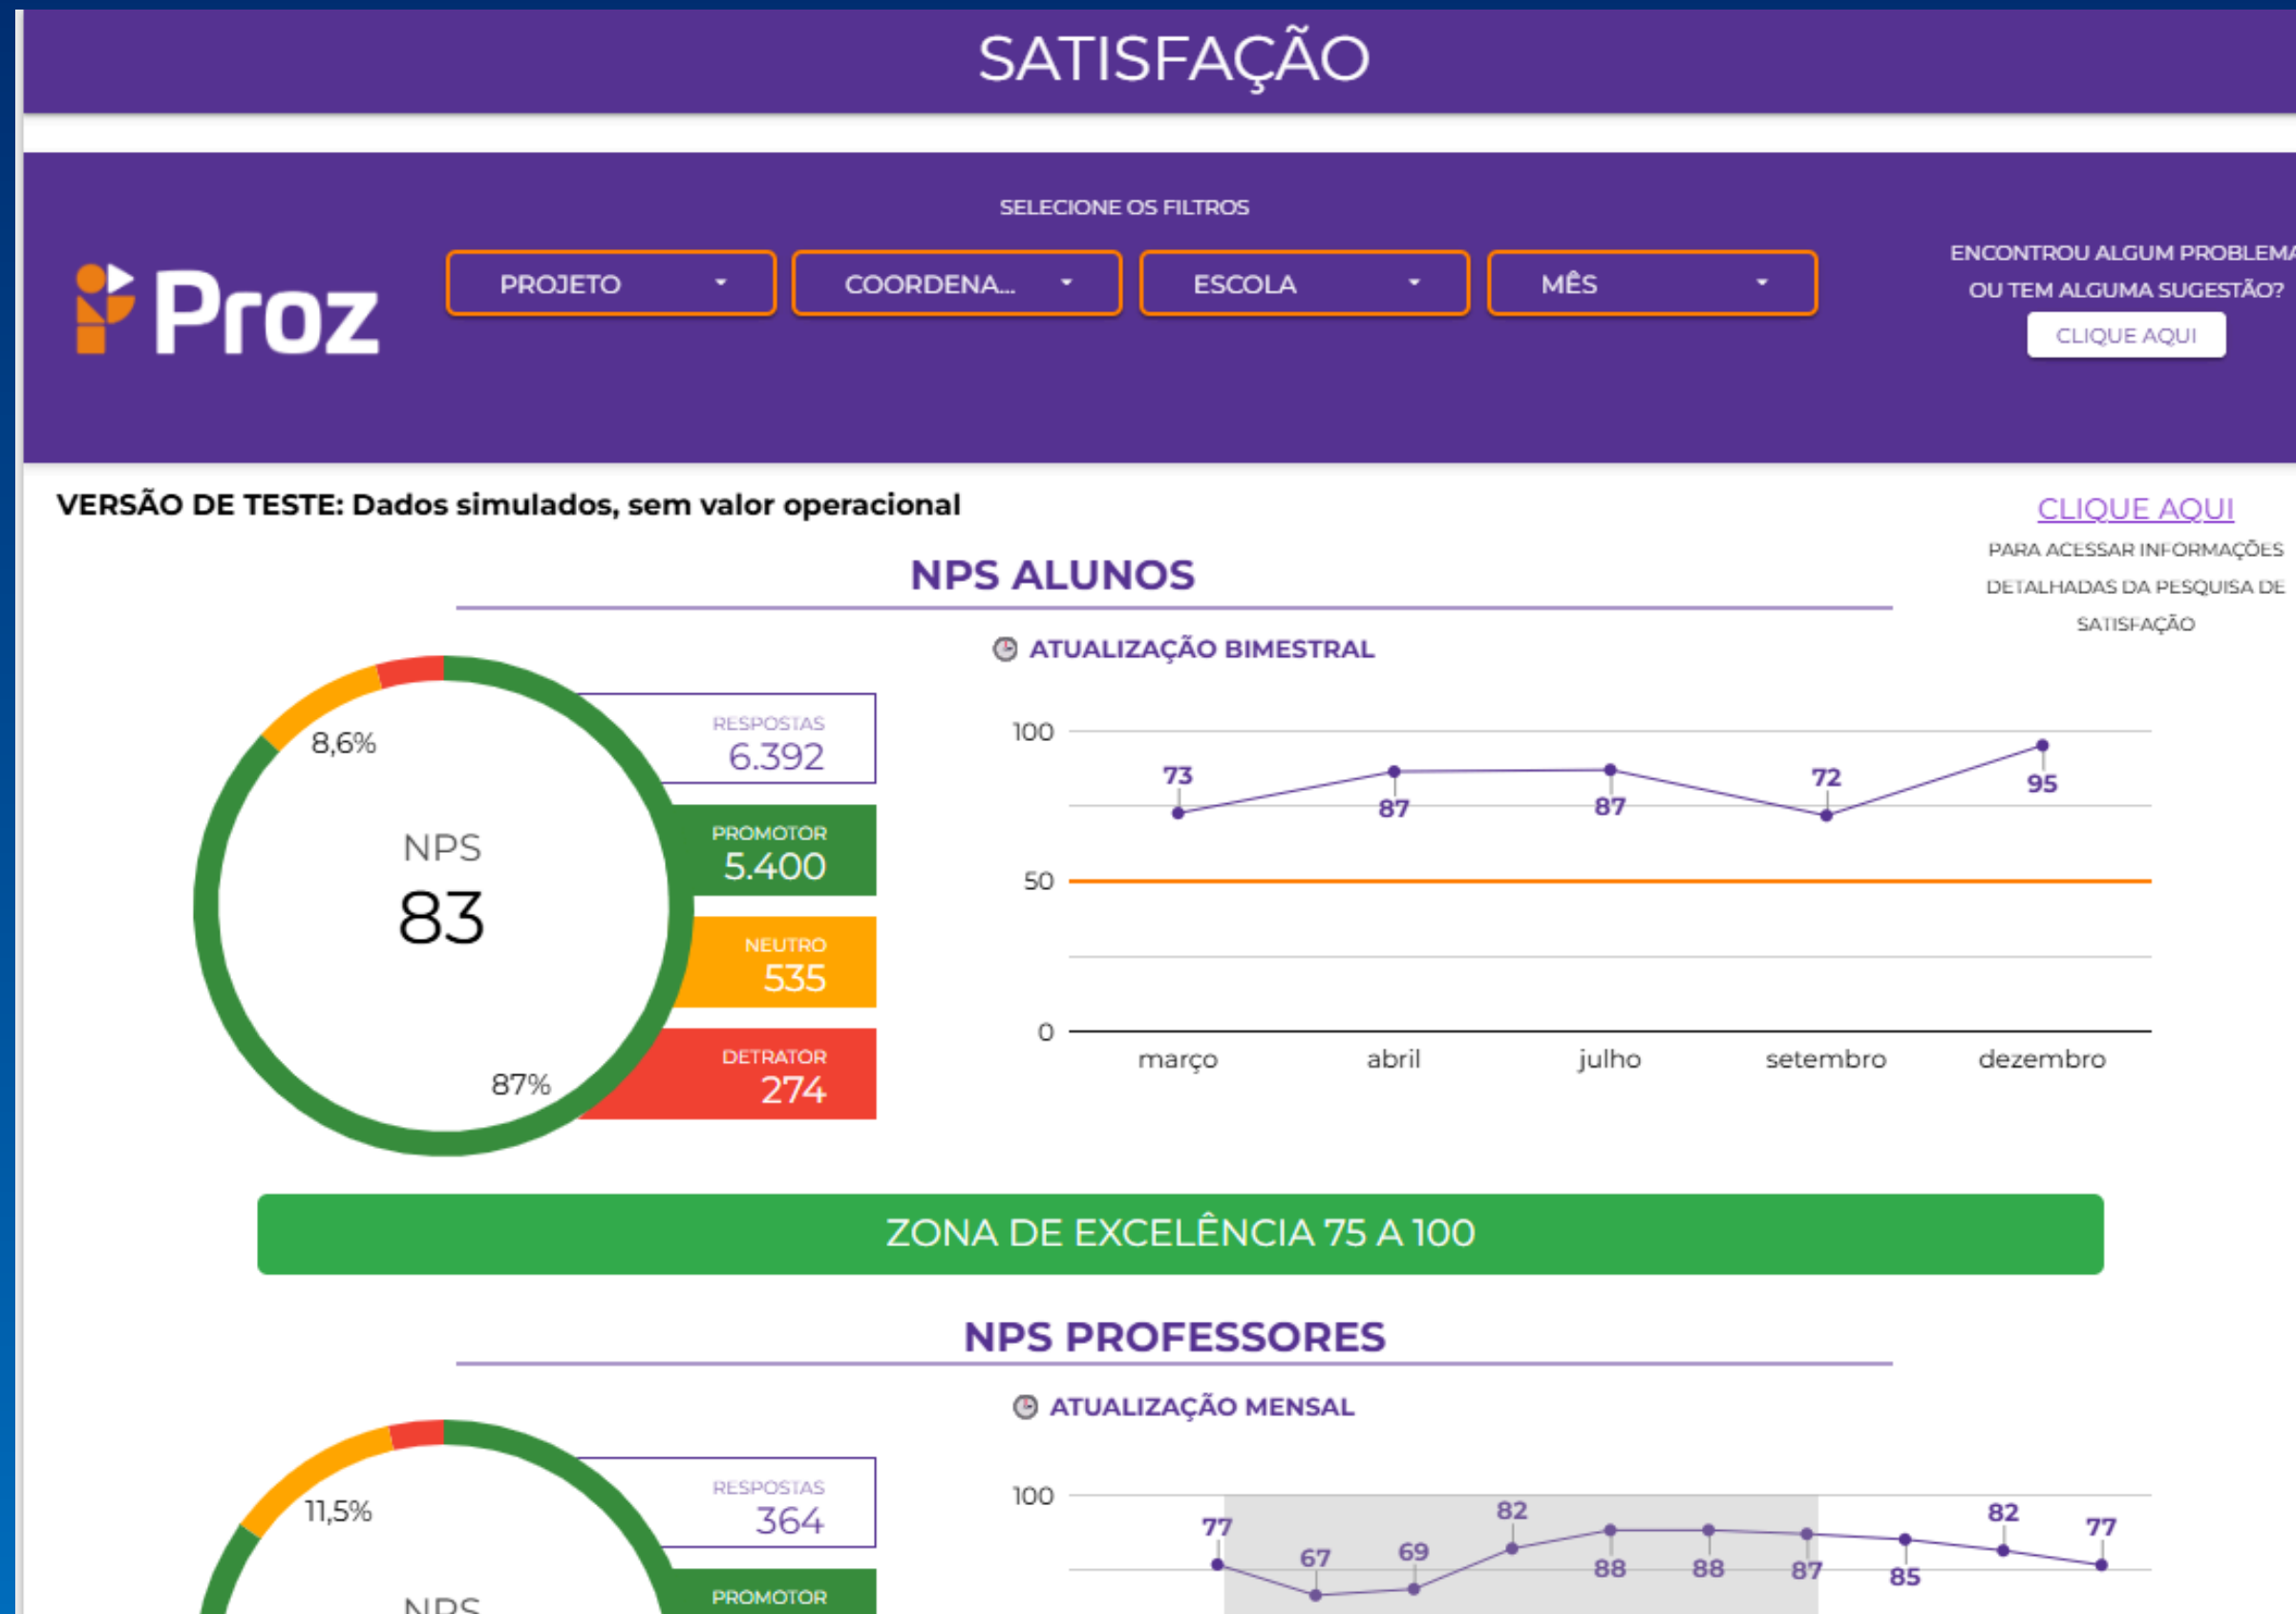 SATISFAÇÃO
SELECIONE OS FILTROS
Proz
PROJETO
COORDENA...
ESCOLA
MÊS
ENCONTROU ALGUM PROBLEMA
OU TEM ALGUMA SUGESTÃO?
CLIQUE AQUI
VERSÃO DE TESTE: Dados simulados, sem valor operacional
CLIQUE AQUI
PARA ACESSAR INFORMAÇÕES
DETALHADAS DA PESQUISA DE
SATISFAÇÃO
NPS ALUNOS
ATUALIZAÇÃO BIMESTRAL
8,6%
NPS
83
87%
RESPOSTAS
6.392
PROMOTOR
5.400
NEUTRO
535
DETRATOR
274
100
50
0
73
87
87
72
95
março
abril
julho
setembro
dezembro
ZONA DE EXCELÊNCIA 75 A 100
NPS PROFESSORES
ATUALIZAÇÃO MENSAL
11,5%
NPS
RESPOSTAS
364
PROMOTOR
100
77
67
69
82
88
88
87
85
82
77